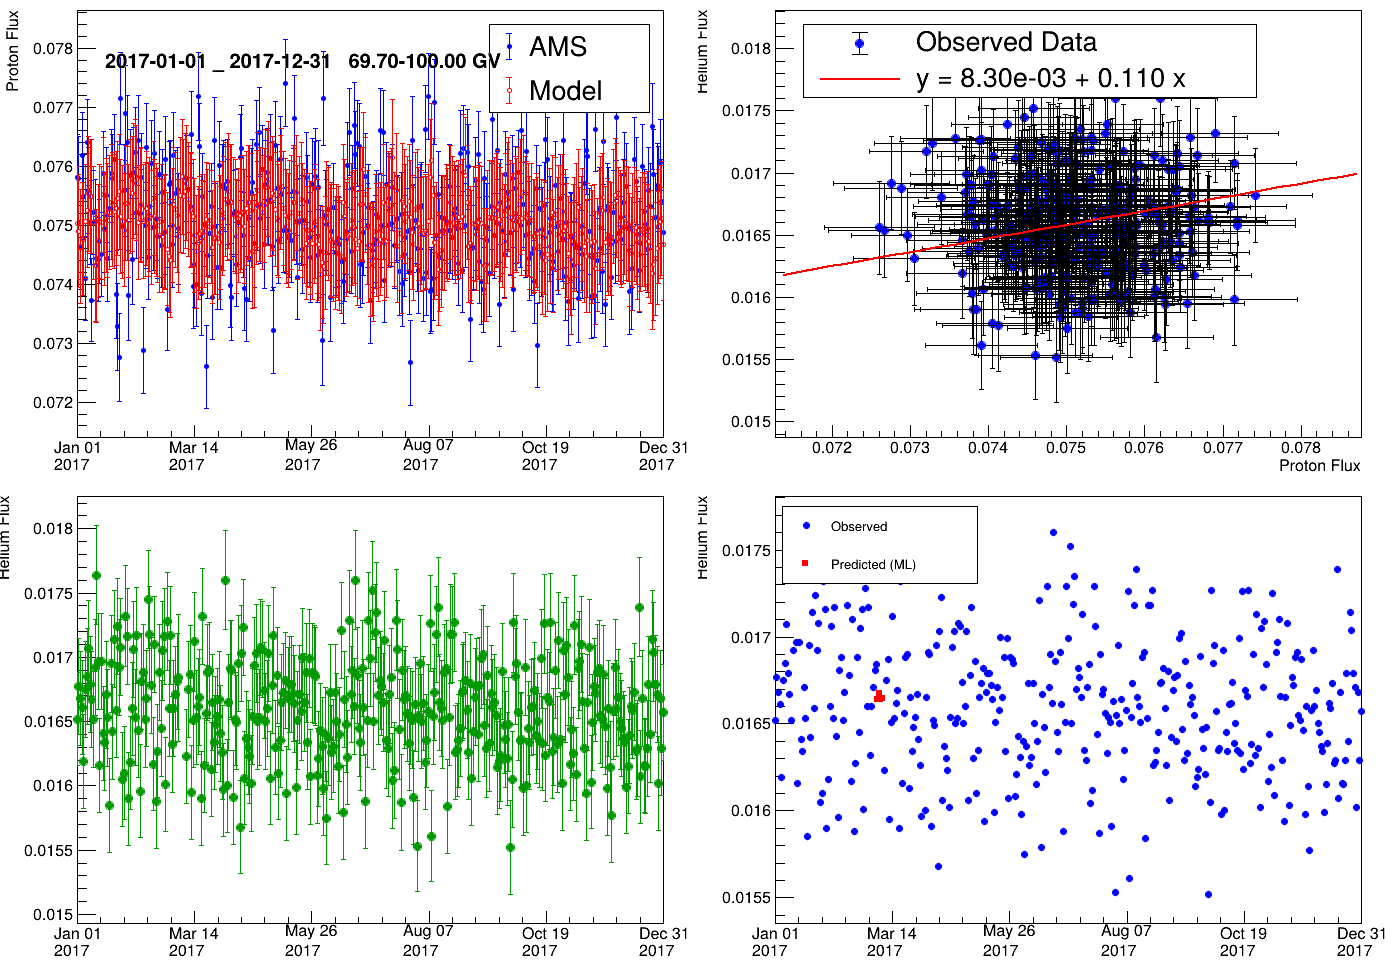 Proton Flux
0.078
0.077
0.076
0.075
0.074
0.073
0.072
2017-01-01 _ 2017-12-31 69.70-100.00 GV
AMS
Model
Jan 01
2017
Mar 14
2017
May 26
2017
Aug 07
2017
Oct 19
2017
Dec 31
2017
Helium Flux
0.018
0.0175
0.017
0.0165
0.016
0.0155
0.015
Observed Data
y = 8.30e-03 + 0.110 x
0.072
0.073
0.074
0.075
0.076
0.077
0.078
Proton Flux
Helium Flux
0.018
0.0175
0.017
0.0165
0.016
0.0155
0.015
Jan 01
2017
Mar 14
2017
May 26
2017
Aug 07
2017
Oct 19
2017
Dec 31
2017
Helium Flux
0.0175
0.017
0.0165
0.016
0.0155
Observed
Predicted (ML)
Jan 01
2017
Mar 14
2017
May 26
2017
Aug 07
2017
Oct 19
2017
Dec 31
2017